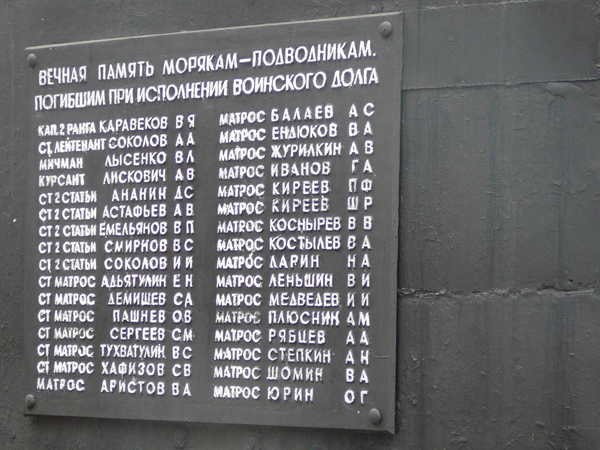 ВЕЧНАЯ ПАМЯТЬ МОРЯКАМ—ПОДВОДНИКАМ.
ПОГИБШИМ ПРИ ИСПОЛНЕНИИ ВОИНСКОГО ДОЛГА
КАП. 2 РАНГА КАРАВЕКОВ В Я
СТ. ЛЕЙТЕНАНТ СОКОЛОВ А А
МИЧМАН ЛЫСЕНКО В Л
КУРСАНТ ЛИСКОВИЧ А В
СТ 2 СТАТЬИ АНАНИН Д С
СТ 2 СТАТЬИ АСТАФЬЕВ А В
СТ 2 СТАТЬИ ЕМЕЛЬЯНОВ В П
СТ 2 СТАТЬИ СМИРНОВ В С
СТ 2 СТАТЬИ СОКОЛОВ И И
СТ МАТРОС АДЬЯТУЛИН Е Н
СТ МАТРОС ДЕМИШЕВ С А
СТ МАТРОС ПАШНЕВ О В
СТ МАТРОС СЕРГЕЕВ С М
СТ МАТРОС ТУХВАТУЛИН В С
СТ МАТРОС ХАФИЗОВ С В
МАТРОС АРИСТОВ В А
МАТРОС БАЛАЕВ А С
МАТРОС ЕНДЮКОВ В А
МАТРОС ЖУРИЛКИН А В
МАТРОС ИВАНОВ Г А
МАТРОС КИРЕЕВ П Ф
МАТРОС КИРЕЕВ Ш Р
МАТРОС КОСНЫРЕВ В В
МАТРОС КОСТЫЛЕВ В А
МАТРОС ЛАРИН Н А
МАТРОС ЛЕНЬШИН В И
МАТРОС МЕДВЕДЕВ И И
МАТРОС ПЛЮСНИН А М
МАТРОС РЯБЦЕВ А А
МАТРОС СТЕПКИН А Н
МАТРОС ШОМИН В А
МАТРОС ЮРИН О Г